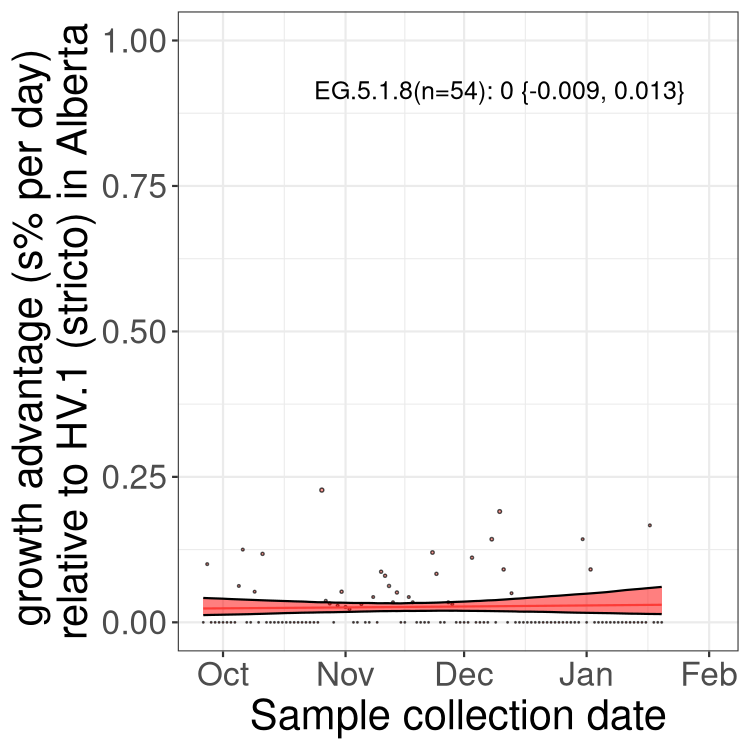 growth advantage (s% per day)
relative to HV.1 (stricto) in Alberta
1.00
0.75
0.50
0.25
0.00
EG.5.1.8(n=54): 0 {-0.009, 0.013}
Oct Nov Dec Jan Feb
Sample collection date